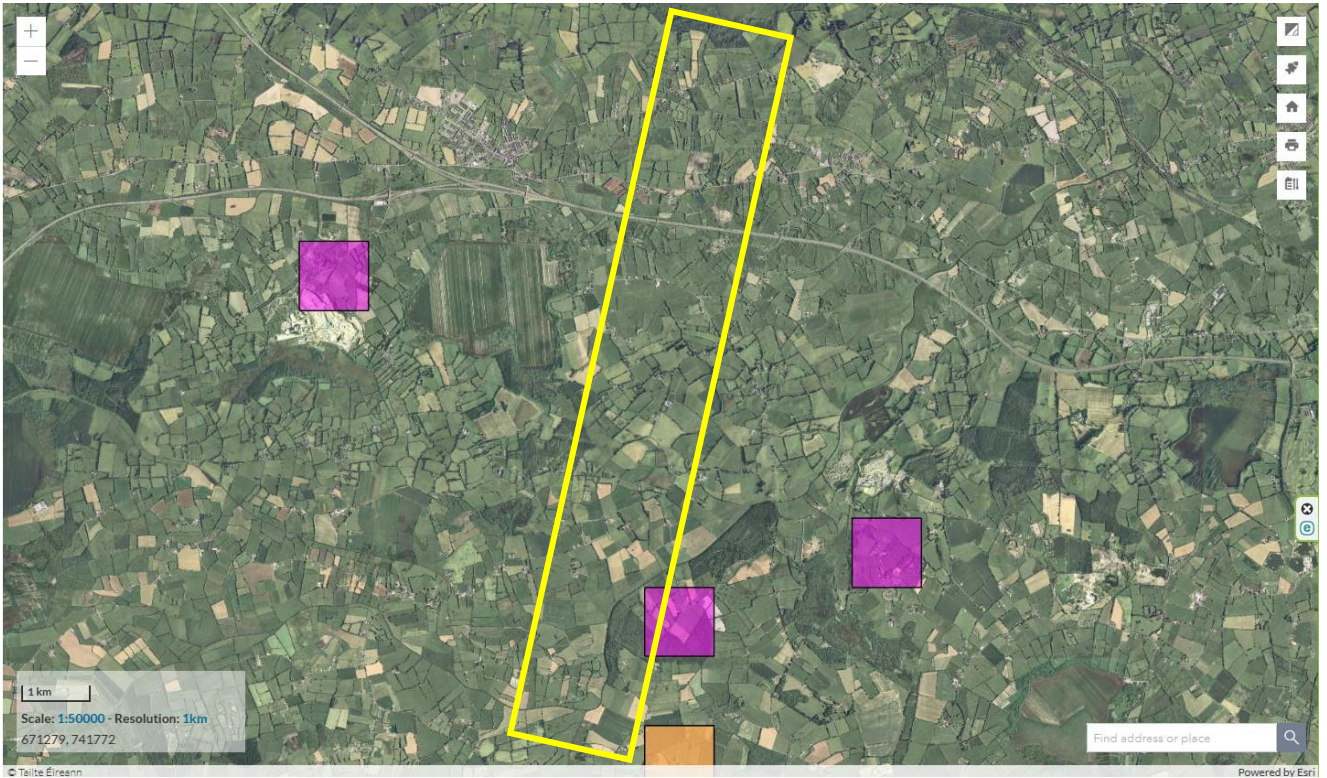 +
—
1 km
Scale: 1:50000 - Resolution: 1km
671279, 741772
Find address or place
e
© Tailte Éireann
Powered by Esri